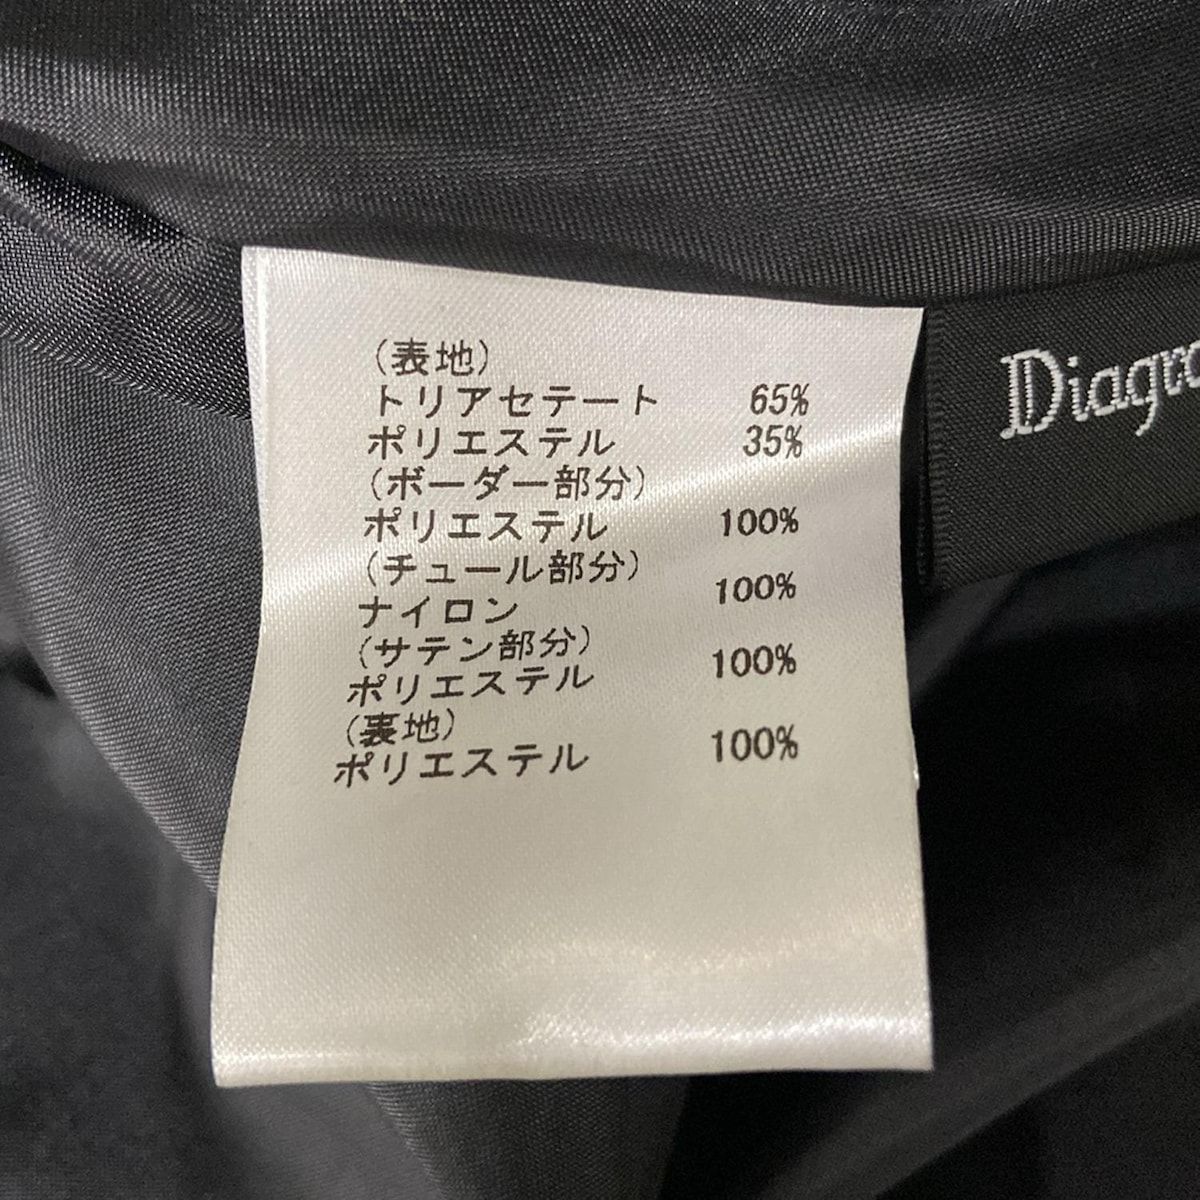 (表地)
トリアセテート 65%
ポリエステル 35%
(ボーダー部分)
ポリエステル 100%
(チュール部分)
ナイロン 100%
(サテン部分)
ポリエステル 100%
(裏地)
ポリエステル 100%